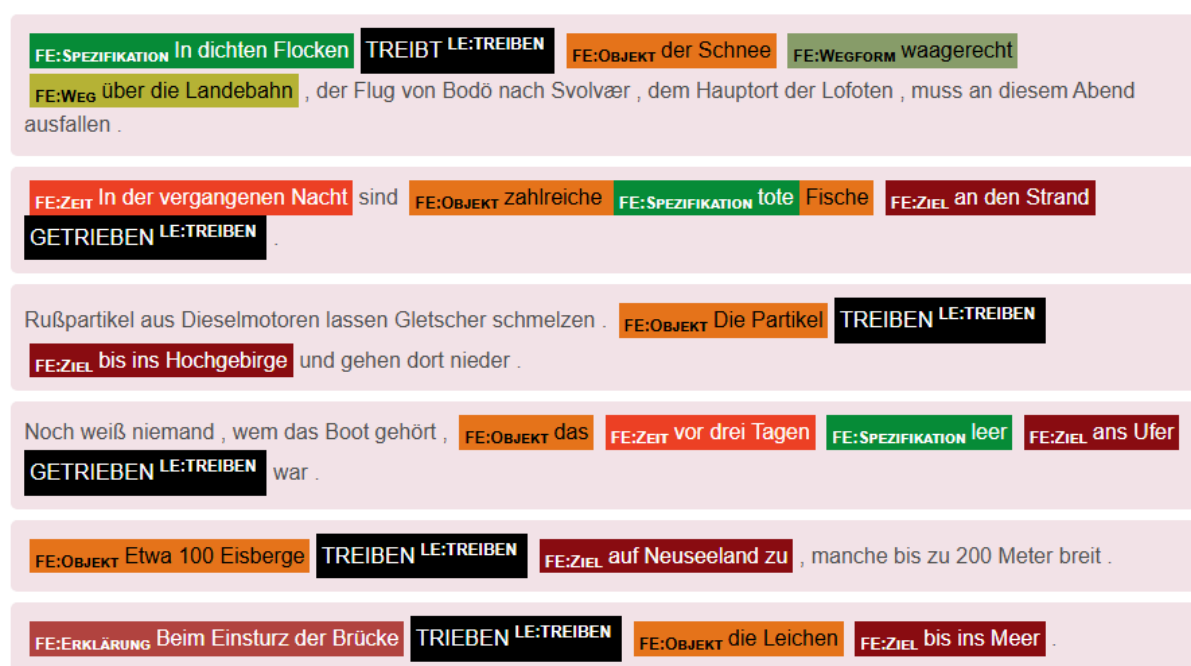 FE:SPEZIFIKATION In dichten Flocken TREIBT LE:TREIBEN FE:OBJEKT der Schnee FE:WEGFORM waagerecht
FE:WEG über die Landebahn , der Flug von Bodö nach Svolvær , dem Hauptort der Lofoten , muss an diesem Abend
ausfallen .
FE:ZEIT In der vergangenen Nacht sind FE:OBJEKT zahlreiche FE:SPEZIFIKATION tote Fische FE:ZIEL an den Strand
GETRIEBEN LE:TREIBEN .
Rußpartikel aus Dieselmotoren lassen Gletscher schmelzen . FE:OBJEKT Die Partikel TREIBEN LE:TREIBEN
FE:ZIEL bis ins Hochgebirge und gehen dort nieder .
Noch weiß niemand , wem das Boot gehört , FE:OBJEKT das FE:ZEIT vor drei Tagen FE:SPEZIFIKATION leer FE:ZIEL ans Ufer
GETRIEBEN LE:TREIBEN war .
FE:OBJEKT Etwa 100 Eisberge TREIBEN LE:TREIBEN FE:ZIEL auf Neuseeland zu , manche bis zu 200 Meter breit .
FE:ERKLÄRUNG Beim Einsturz der Brücke TRIEBEN LE:TREIBEN FE:OBJEKT die Leichen FE:ZIEL bis ins Meer .